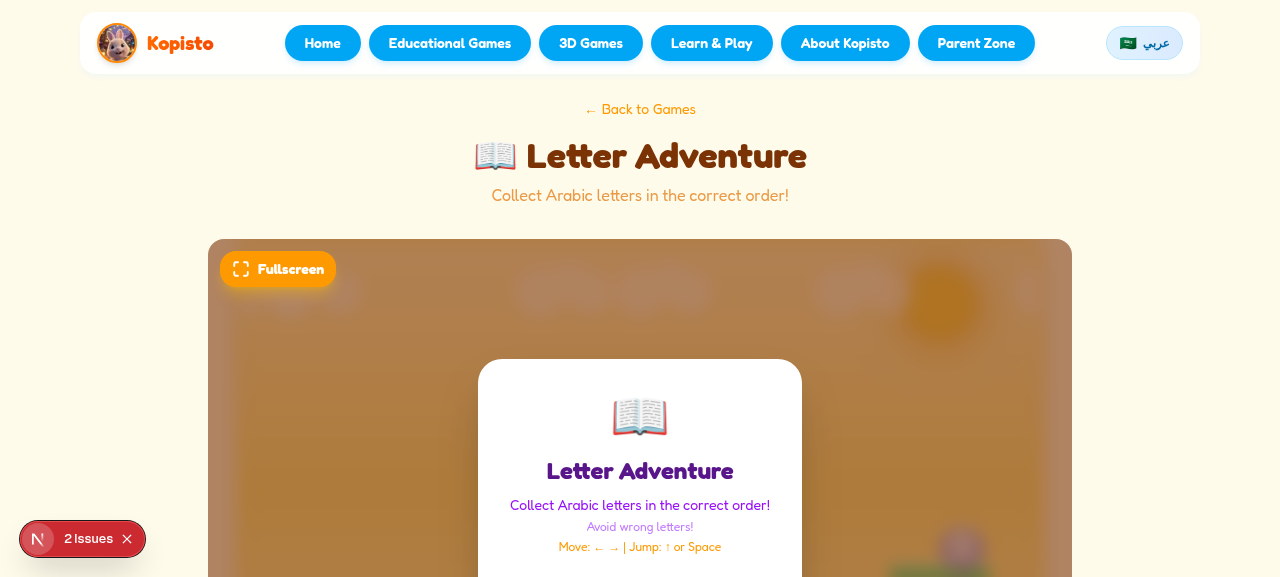 Kopisto
Home
Educational Games
3D Games
Learn & Play
About Kopisto
Parent Zone
عربي
← Back to Games
Letter Adventure
Collect Arabic letters in the correct order!
Fullscreen
Letter Adventure
Collect Arabic letters in the correct order!
Avoid wrong letters!
Move: ← → | Jump: ↑ or Space
N 2 Issues